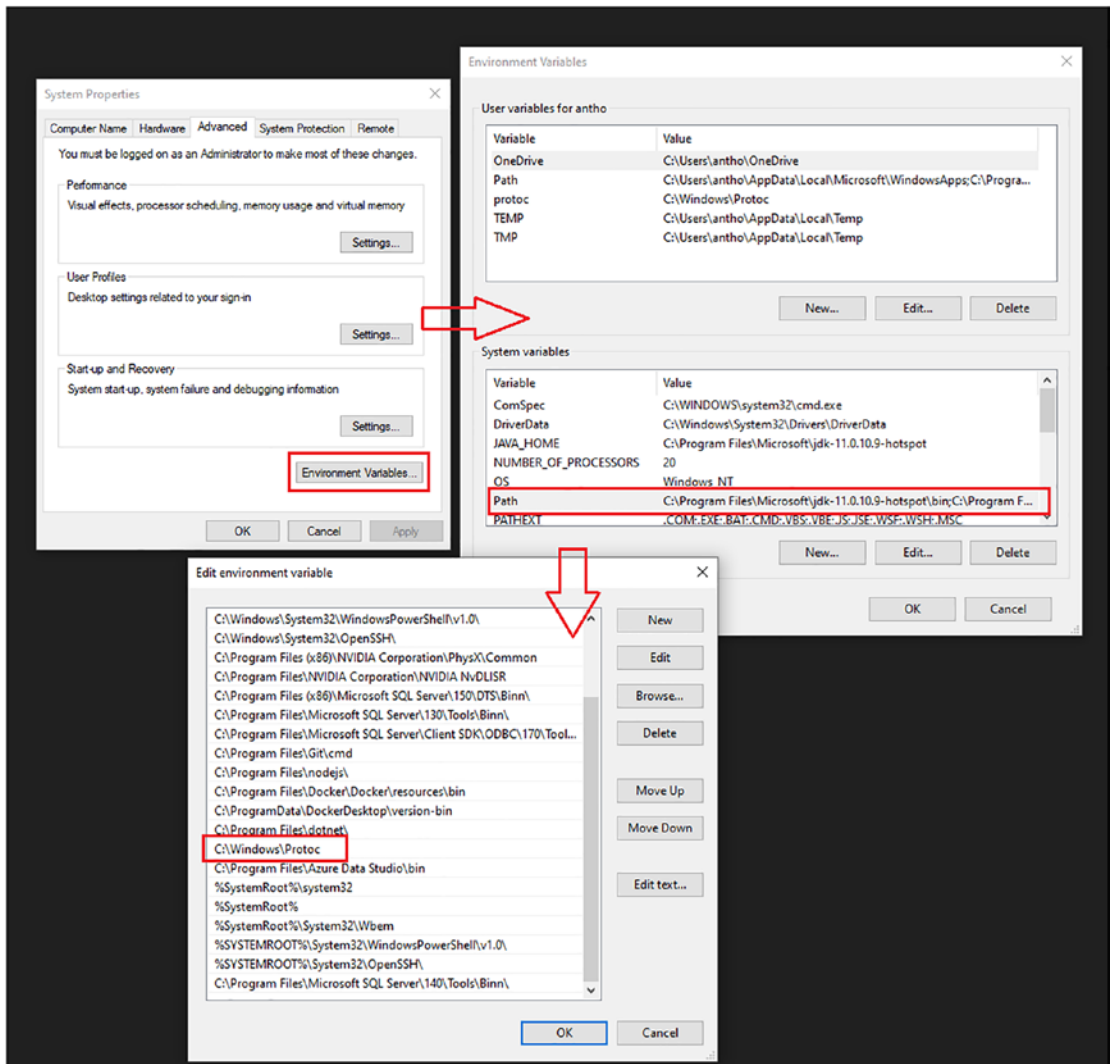 System Properties
Computer Name Hardware Advanced System Protection Remote
You must be logged on as an Administrator to make most of these changes.
Performance
Visual effects, processor scheduling, memory usage and virtual memory
Settings...
User Profiles
Desktop settings related to your sign-in
Settings...
Start-up and Recovery
System start-up, system failure and debugging information
Settings...
Environment Variables...
OK Cancel Apply
Environment Variables
User variables for antho
Variable Value
OneDrive C:\Users\antho\OneDrive
Path C:\Users\antho\AppData\Local\Microsoft\WindowsApps;C:\Progra...
protoc C:\Windows\Protoc
TEMP C:\Users\antho\AppData\Local\Temp
TMP C:\Users\antho\AppData\Local\Temp
New... Edit... Delete
System variables
Variable Value
ComSpec C:\WINDOWS\system32\cmd.exe
DriverData C:\Windows\System32\Drivers\DriverData
JAVA_HOME C:\Program Files\Microsoft\jdk-11.0.10.9-hotspot
NUMBER_OF_PROCESSORS 20
OS Windows_NT
Path C:\Program Files\Microsoft\jdk-11.0.10.9-hotspot\bin;C:\Program F...
PATHEXT .COM;.EXE;.BAT;.CMD;.VBS;.VBE;.JS;.JSE;.WSF;.WSH;.MSC
New... Edit... Delete
OK Cancel
Edit environment variable
C:\Windows\System32\WindowsPowerShell\v1.0\
C:\Windows\System32\OpenSSH\
C:\Program Files (x86)\NVIDIA Corporation\PhysX\Common
C:\Program Files\NVIDIA Corporation\NVIDIA NvDLISR
C:\Program Files (x86)\Microsoft SQL Server\150\DTS\Binn\
C:\Program Files\Microsoft SQL Server\130\Tools\Binn\
C:\Program Files\Microsoft SQL Server\Client SDK\ODBC\170\Tool...
C:\Program Files\Git\cmd
C:\Program Files\nodejs\
C:\Program Files\Docker\Docker\resources\bin
C:\ProgramData\DockerDesktop\version-bin
C:\Program Files\dotnet\
C:\Windows\Protoc
C:\Program Files\Azure Data Studio\bin
%SystemRoot%\system32
%SystemRoot%
%SystemRoot%\System32\Wbem
%SYSTEMROOT%\System32\WindowsPowerShell\v1.0\
%SYSTEMROOT%\System32\OpenSSH\
C:\Program Files\Microsoft SQL Server\140\Tools\Binn\
New
Edit
Browse...
Delete
Move Up
Move Down
Edit text...
OK Cancel